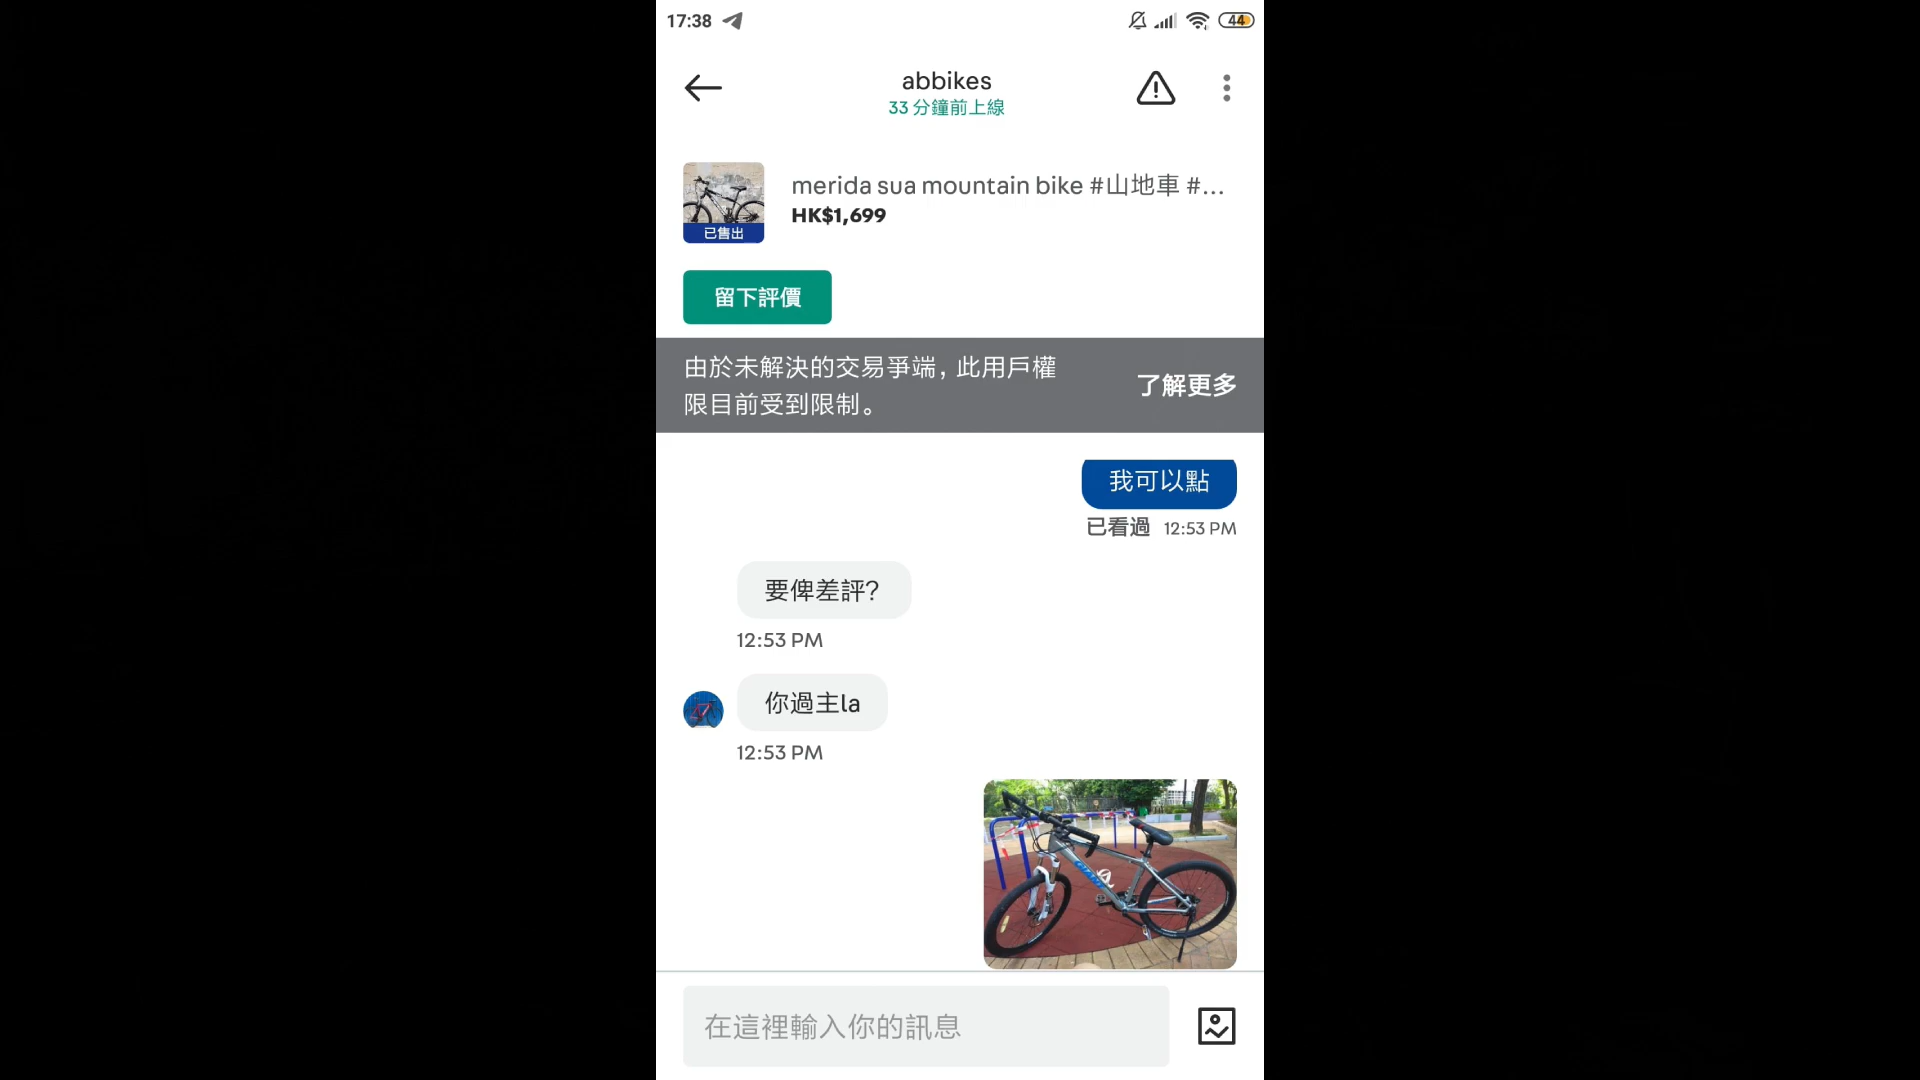 17:38
44
abbikes
33 分鐘前上線
merida sua mountain bike #山地車 #...
HK$1,699
已售出
留下評價
由於未解決的交易爭端，此用戶權
限目前受到限制。
了解更多
我可以點
已看過 12:53 PM
要俾差評?
12:53 PM
你過主la
12:53 PM
GIANT
在這裡輸入你的訊息